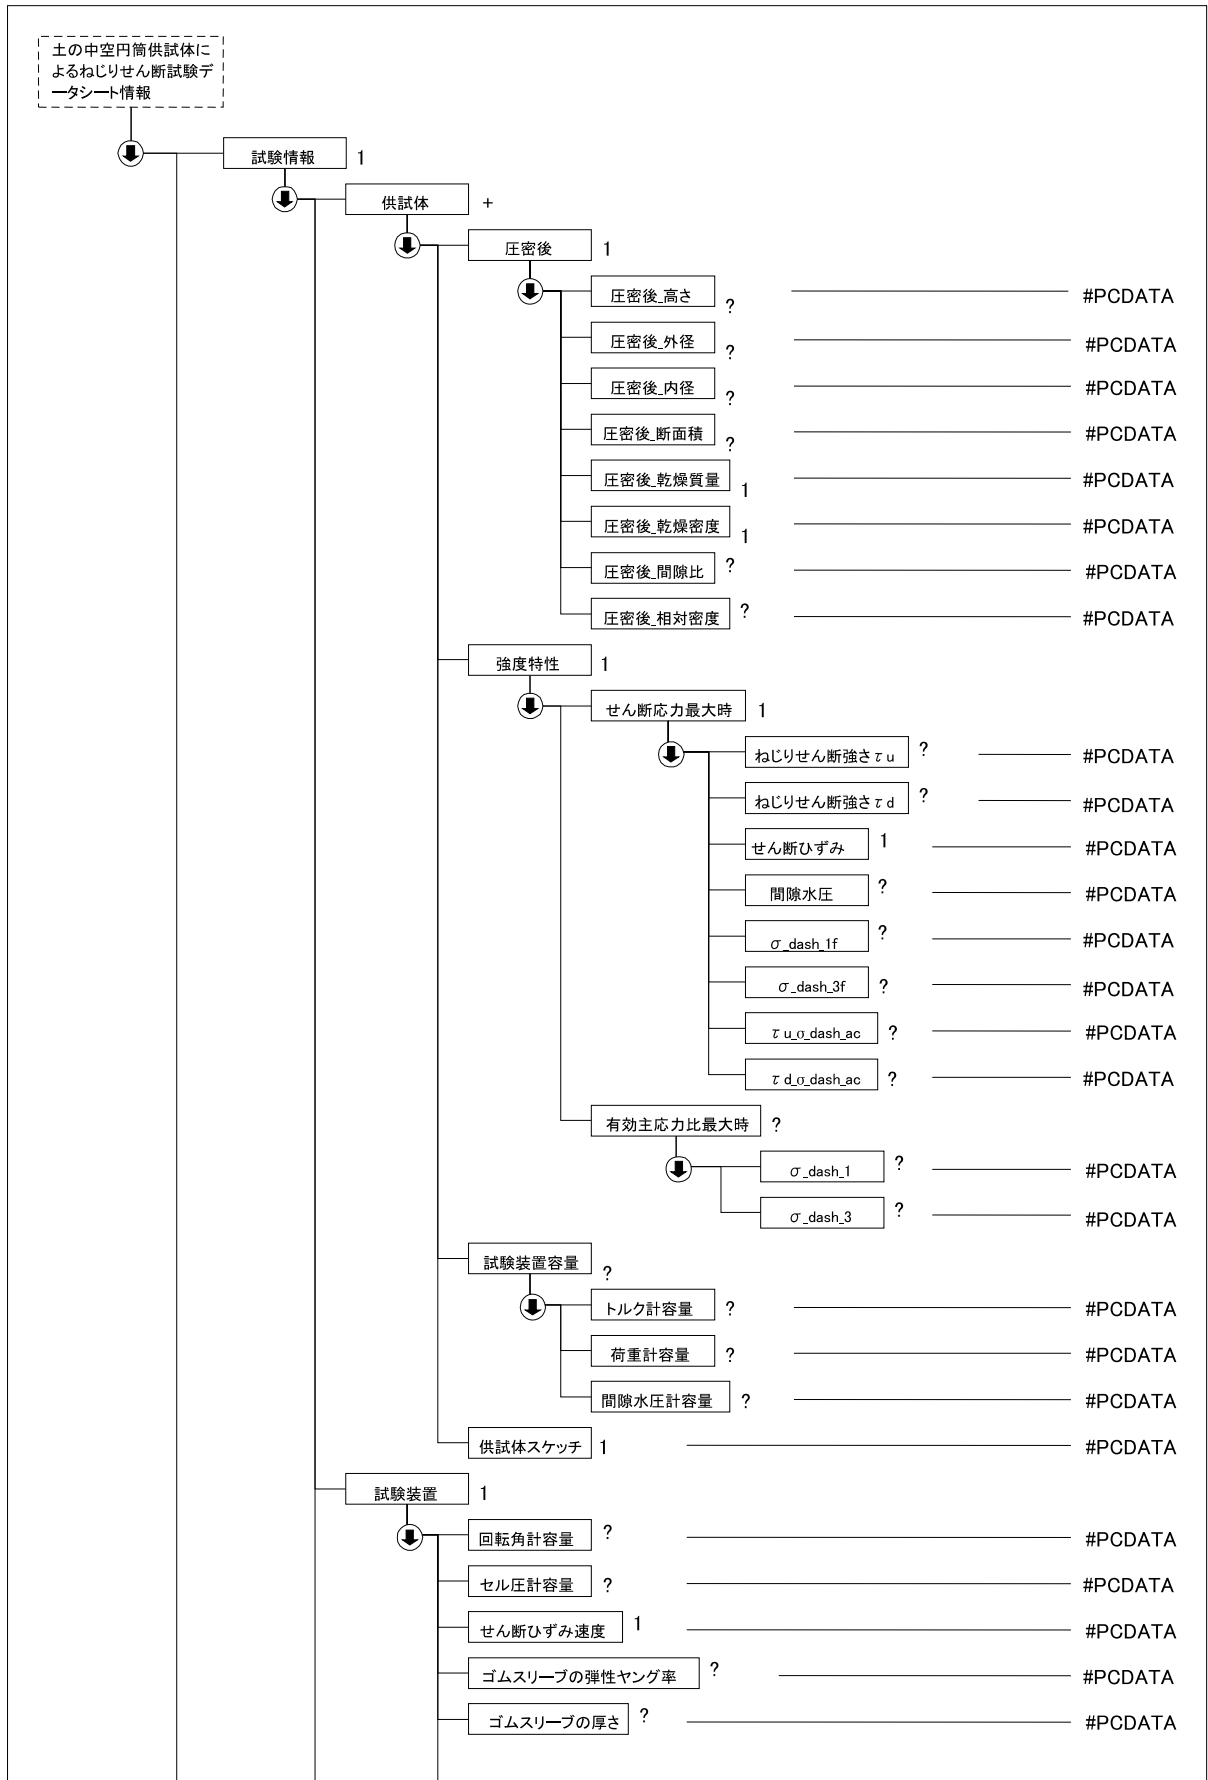 土の中空円筒供試体に
よるねじりせん断試験デ
ータシート情報
試験情報 1
供試体 +
圧密後 1
圧密後_高さ ? #PCDATA
圧密後_外径 ? #PCDATA
圧密後_内径 ? #PCDATA
圧密後_断面積 ? #PCDATA
圧密後_乾燥質量 1 #PCDATA
圧密後_乾燥密度 1 #PCDATA
圧密後_間隙比 ? #PCDATA
圧密後_相対密度 ? #PCDATA
強度特性 1
せん断応力最大時 1
ねじりせん断強さτu ? #PCDATA
ねじりせん断強さτd ? #PCDATA
せん断ひずみ 1 #PCDATA
間隙水圧 ? #PCDATA
σ_dash_1f ? #PCDATA
σ_dash_3f ? #PCDATA
τu_σ_dash_ac ? #PCDATA
τd_σ_dash_ac ? #PCDATA
有効主応力比最大時 ?
σ_dash_1 ? #PCDATA
σ_dash_3 ? #PCDATA
試験装置容量 ?
トルク計容量 ? #PCDATA
荷重計容量 ? #PCDATA
間隙水圧計容量 ? #PCDATA
供試体スケッチ 1 #PCDATA
試験装置 1
回転角計容量 ? #PCDATA
セル圧計容量 ? #PCDATA
せん断ひずみ速度 1 #PCDATA
ゴムスリーブの弾性ヤング率 ? #PCDATA
ゴムスリーブの厚さ ? #PCDATA